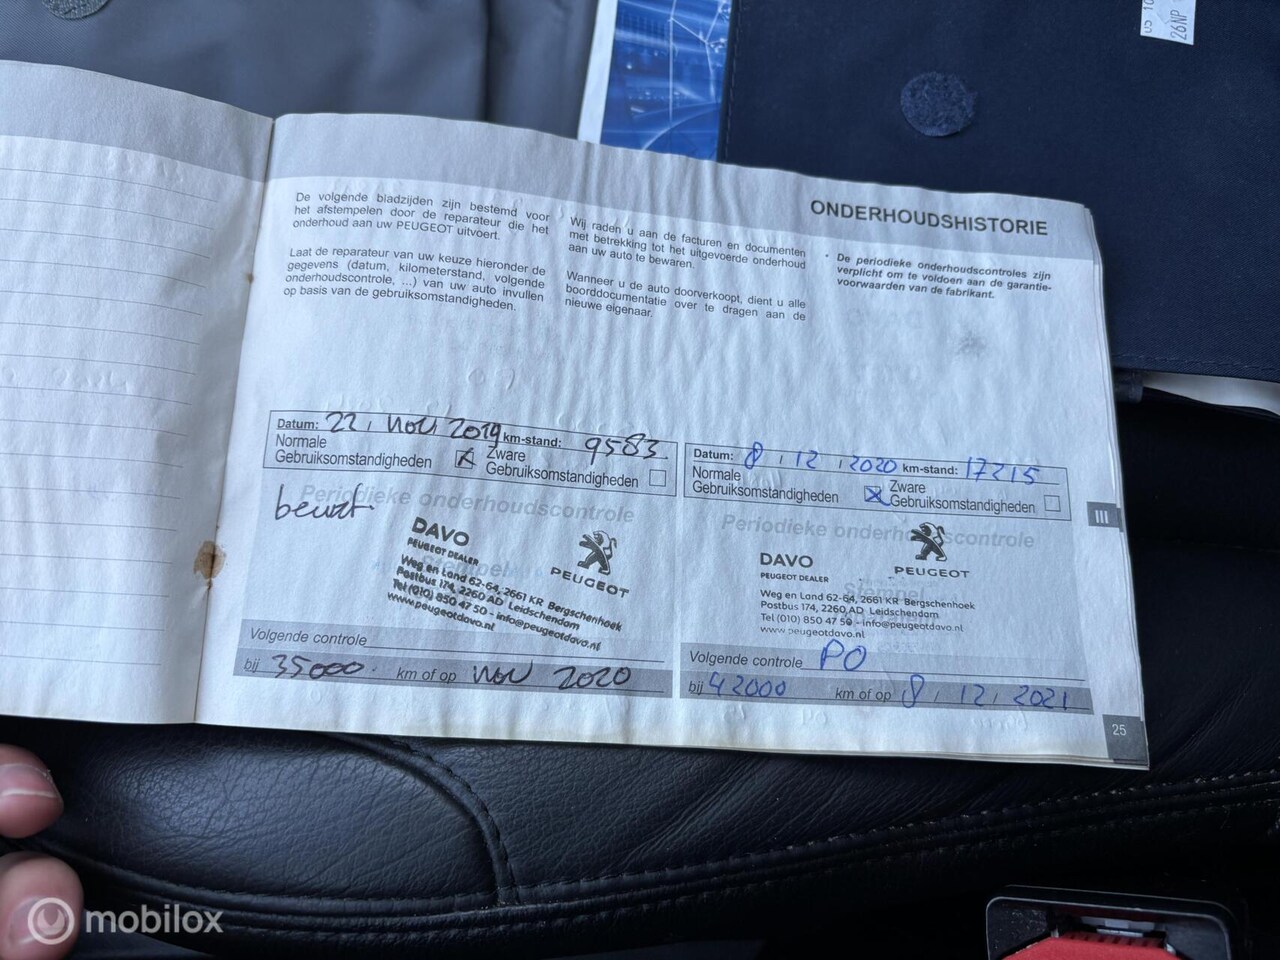 US 10
26NP
ONDERHOUDSHISTORIE
De volgende bladzijden zijn bestemd voor
het afstempelen door de reparateur die het
onderhoud aan uw PEUGEOT uitvoert.
Laat de reparateur van uw keuze hieronder de
gegevens (datum, kilometerstand, volgende
onderhoudscontrole, ...) van uw auto invullen
op basis van de gebruiksomstandigheden.
Wij raden u aan de facturen en documenten
met betrekking tot het uitgevoerde onderhoud
aan uw auto te bewaren.
Wanneer u de auto doorverkoopt, dient u alle
boorddocumentatie over te dragen aan de
nieuwe eigenaar.
• De periodieke onderhoudscontroles zijn
verplicht om te voldoen aan de garantie-
voorwaarden van de fabrikant.
Datum: 22 , nov, 2019 km-stand: 9583
Normale
Gebruiksomstandigheden
Zware
Gebruiksomstandigheden
Periodieke onderhoudscontrole
Stempel
DAVO
PEUGEOT DEALER
PEUGEOT
Weg en Land 62-64, 2661 KR Bergschenhoek
Postbus 174, 2260 AD Leidschendam
Tel (010) 850 47 50 - info@peugeotdavo.nl
www.peugeotdavo.nl
Volgende controle
bij 35000 km of op nov 2020
Datum: 8 , 12 , 2020 km-stand: 17215
Normale
Gebruiksomstandigheden
Zware
Gebruiksomstandigheden
Periodieke onderhoudscontrole
Stempel
DAVO
PEUGEOT DEALER
PEUGEOT
Weg en Land 62-64, 2661 KR Bergschenhoek
Postbus 174, 2260 AD Leidschendam
Tel (010) 850 47 50 - info@peugeotdavo.nl
www.peugeotdavo.nl
Volgende controle PO
bij 42000 km of op 8 , 12 , 2021
III
25
mobilox